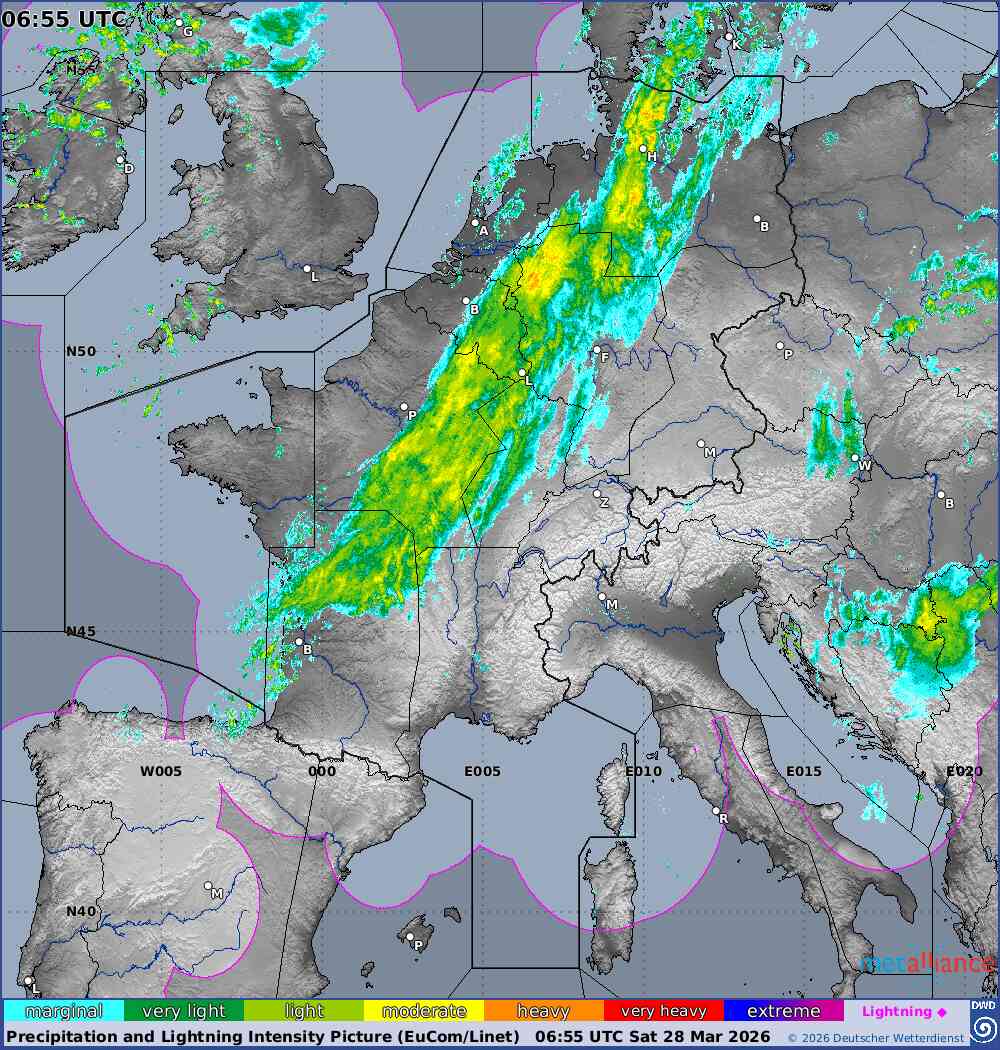 06:55 UTC
G
K
N55
D
H
A
B
L
B
N50
F
P
L
P
M
W
Z
B
M
N45
B
W005
000
E005
E010
E015
E020
R
M
N40
P
L
metalliance
marginal very light light moderate heavy very heavy extreme Lightning ◆
DWD
Precipitation and Lightning Intensity Picture (EuCom/Linet) 06:55 UTC Sat 28 Mar 2026 © 2026 Deutscher Wetterdienst